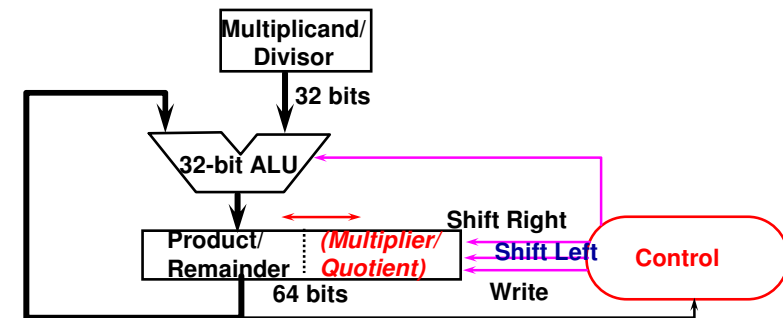 Multiplicand/
Divisor
32 bits
32-bit ALU
Shift Right
Product/
Remainder
(Multiplier/
Quotient)
Shift Left
Control
64 bits
Write